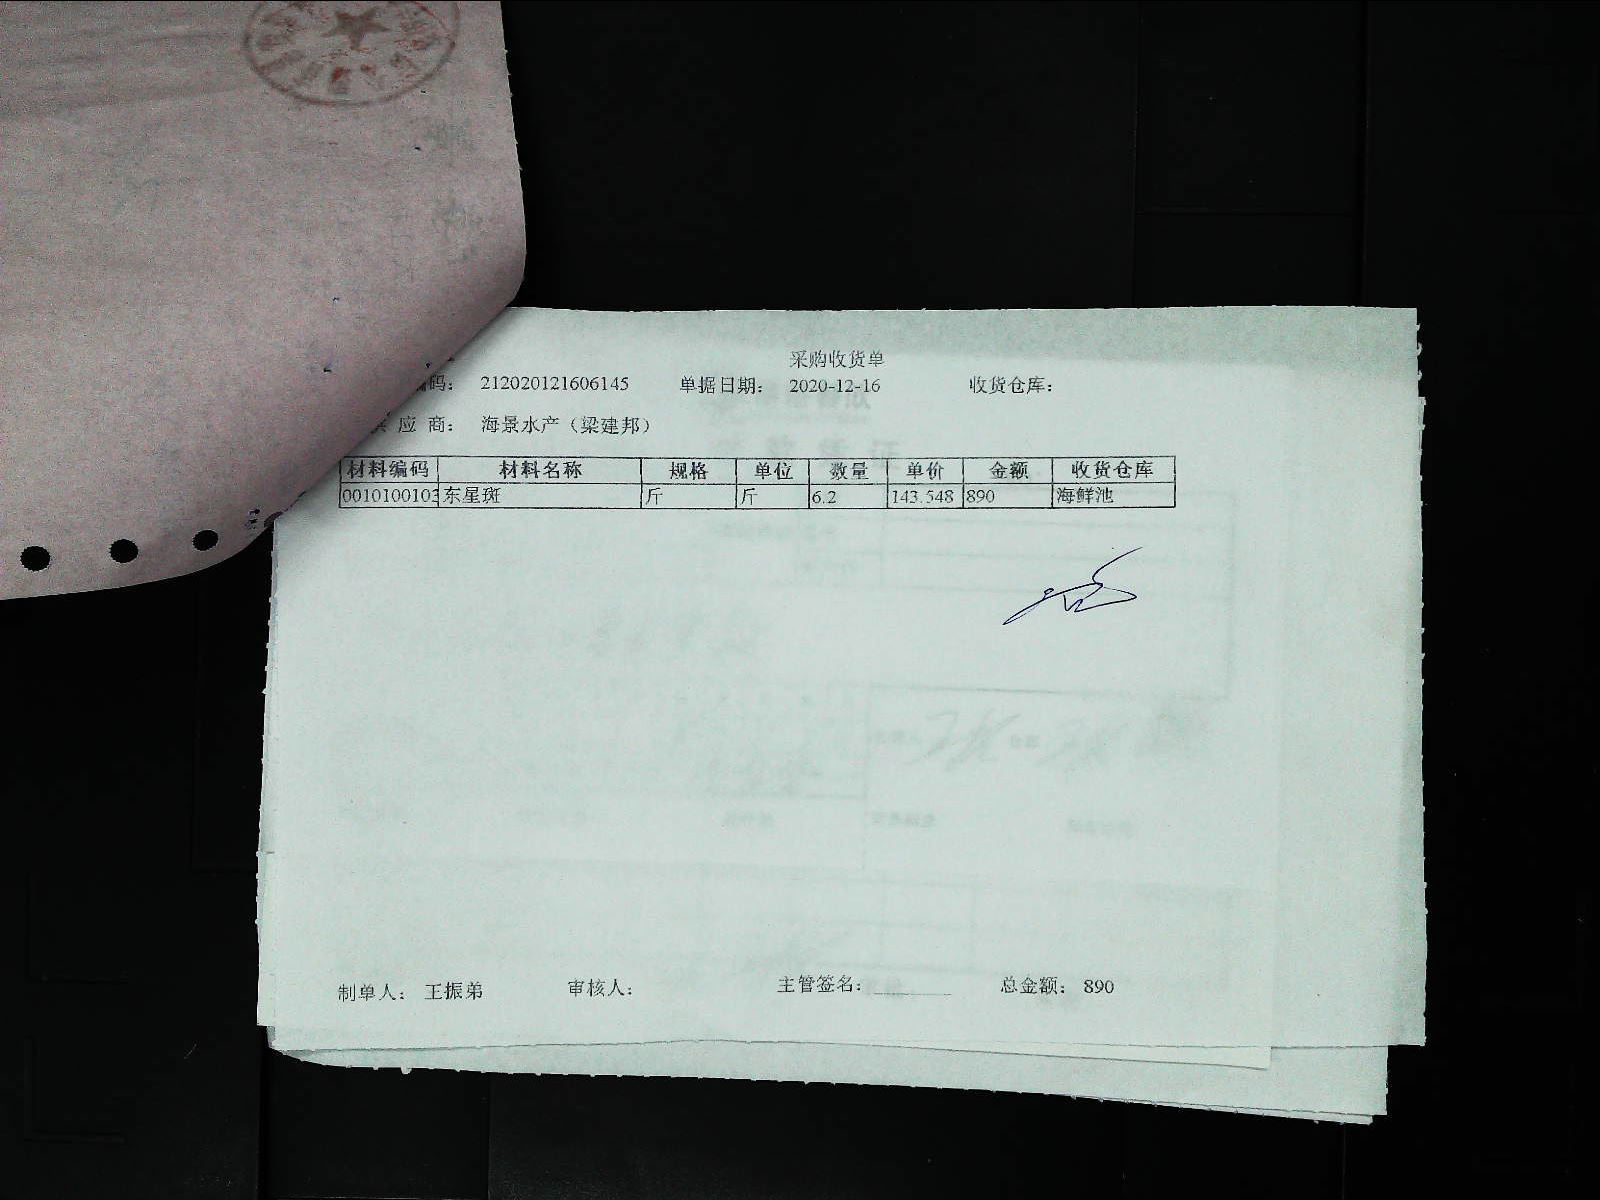 采购收货单
码： 212020121606145 单据日期： 2020-12-16 收货仓库：
应 商： 海景水产（梁建邦）
材料编码 材料名称 规格 单位 数量 单价 金额 收货仓库
0010100103 东星斑 斤 斤 6.2 143.548 890 海鲜池
制单人： 王振弟 审核人： 主管签名： 总金额： 890